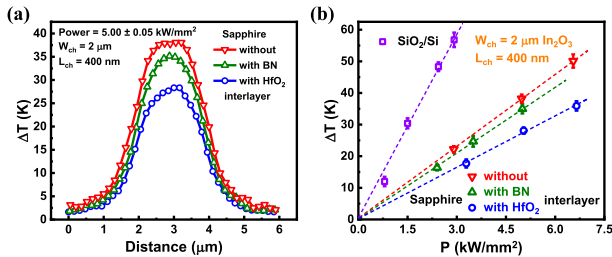 (a)
ΔT (K)
45
40
35
30
25
20
15
10
5
0
Power = 5.00 ± 0.05 kW/mm²
W_ch = 2 μm
L_ch = 400 nm
Sapphire
without
with BN
with HfO₂
interlayer
0 1 2 3 4 5 6
Distance (μm)
(b)
ΔT (K)
60
50
40
30
20
10
0
SiO₂/Si
W_ch = 2 μm In₂O₃
L_ch = 400 nm
without
Sapphire with BN interlayer
with HfO₂
0.0 1.5 3.0 4.5 6.0 7.5
P (kW/mm²)